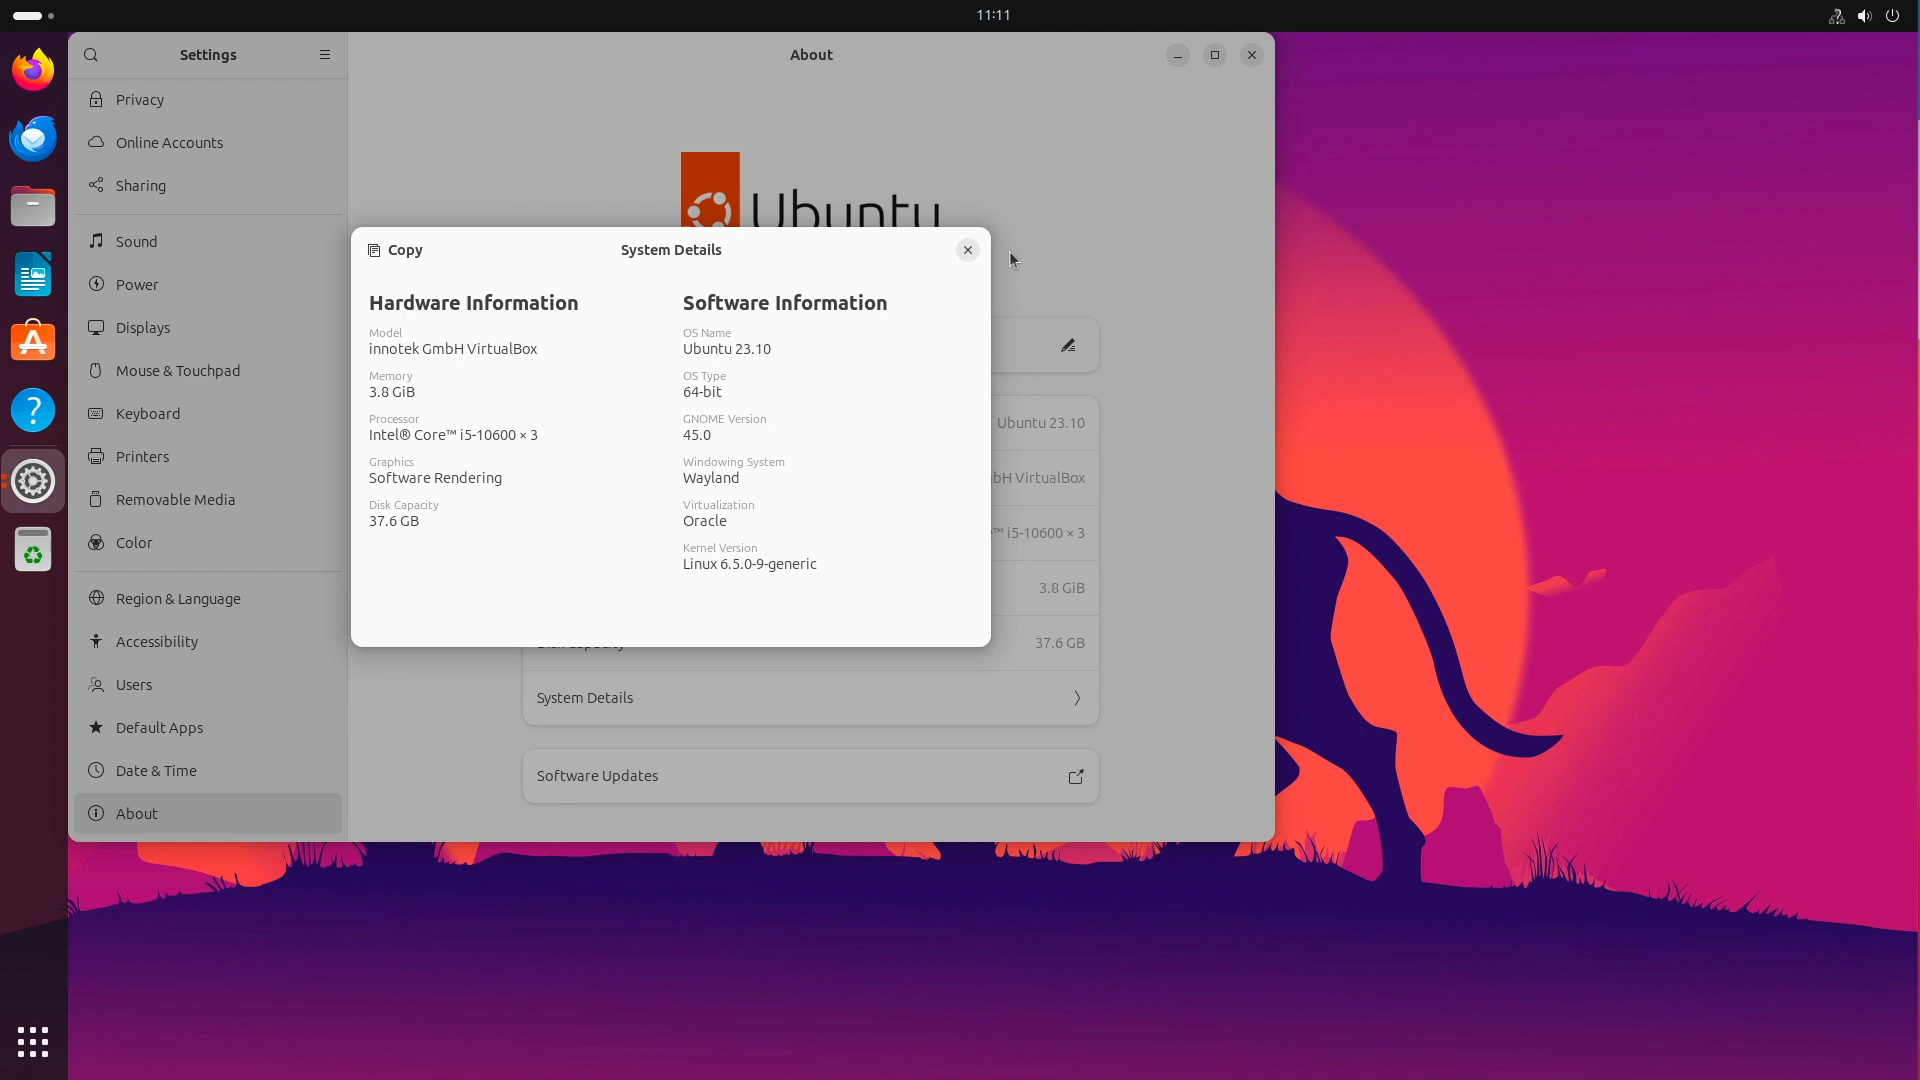 11:11
Settings
About
Privacy
Online Accounts
Sharing
Sound
Power
Displays
Mouse & Touchpad
Keyboard
Printers
Removable Media
Color
Region & Language
Accessibility
Users
Default Apps
Date & Time
About
Ubuntu
Copy
System Details
Hardware Information
Model
innotek GmbH VirtualBox
Memory
3.8 GiB
Processor
Intel® Core™ i5-10600 × 3
Graphics
Software Rendering
Disk Capacity
37.6 GB
Software Information
OS Name
Ubuntu 23.10
OS Type
64-bit
GNOME Version
45.0
Windowing System
Wayland
Virtualization
Oracle
Kernel Version
Linux 6.5.0-9-generic
Ubuntu 23.10
bH VirtualBox
™ i5-10600 × 3
3.8 GiB
37.6 GB
System Details
Software Updates